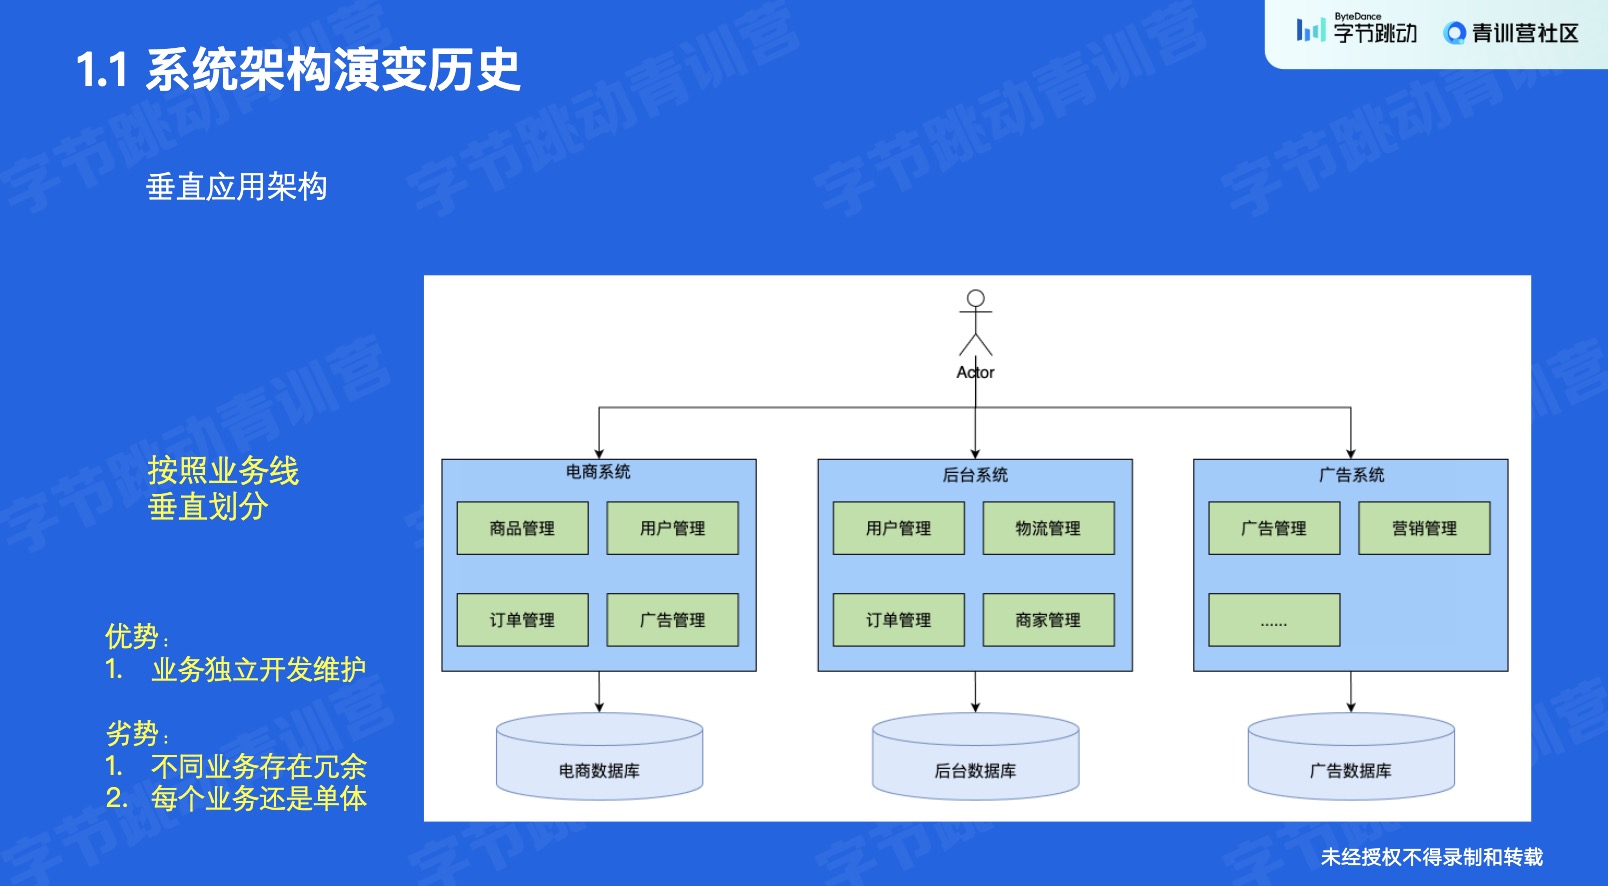 1.1 系统架构演变历史
ByteDance
字节跳动
青训营社区
垂直应用架构
按照业务线
垂直划分
优势：
1. 业务独立开发维护
劣势：
1. 不同业务存在冗余
2. 每个业务还是单体
Actor
电商系统
商品管理
用户管理
订单管理
广告管理
电商数据库
后台系统
用户管理
物流管理
订单管理
商家管理
后台数据库
广告系统
广告管理
营销管理
......
广告数据库
未经授权不得录制和转载
字节跳动青训营